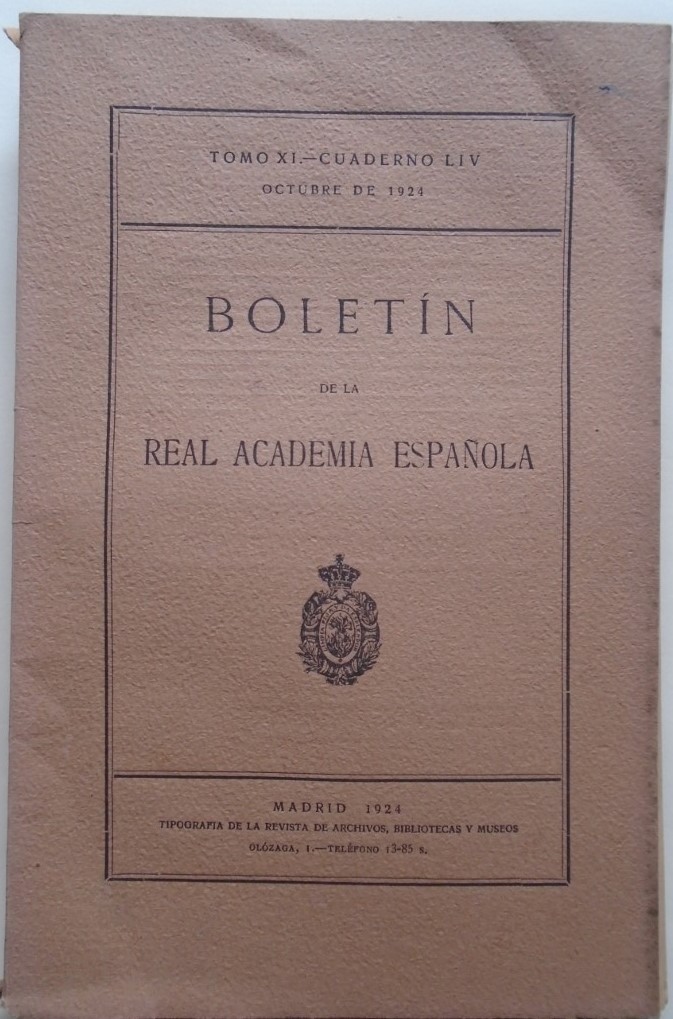 TOMO XI.—CUADERNO LIV
OCTUBRE DE 1924
BOLETÍN
DE LA
REAL ACADEMIA ESPAÑOLA
MADRID 1924
TIPOGRAFIA DE LA REVISTA DE ARCHIVOS, BIBLIOTECAS Y MUSEOS
OLÓZAGA, 1.—TELÉFONO 13-85 S.